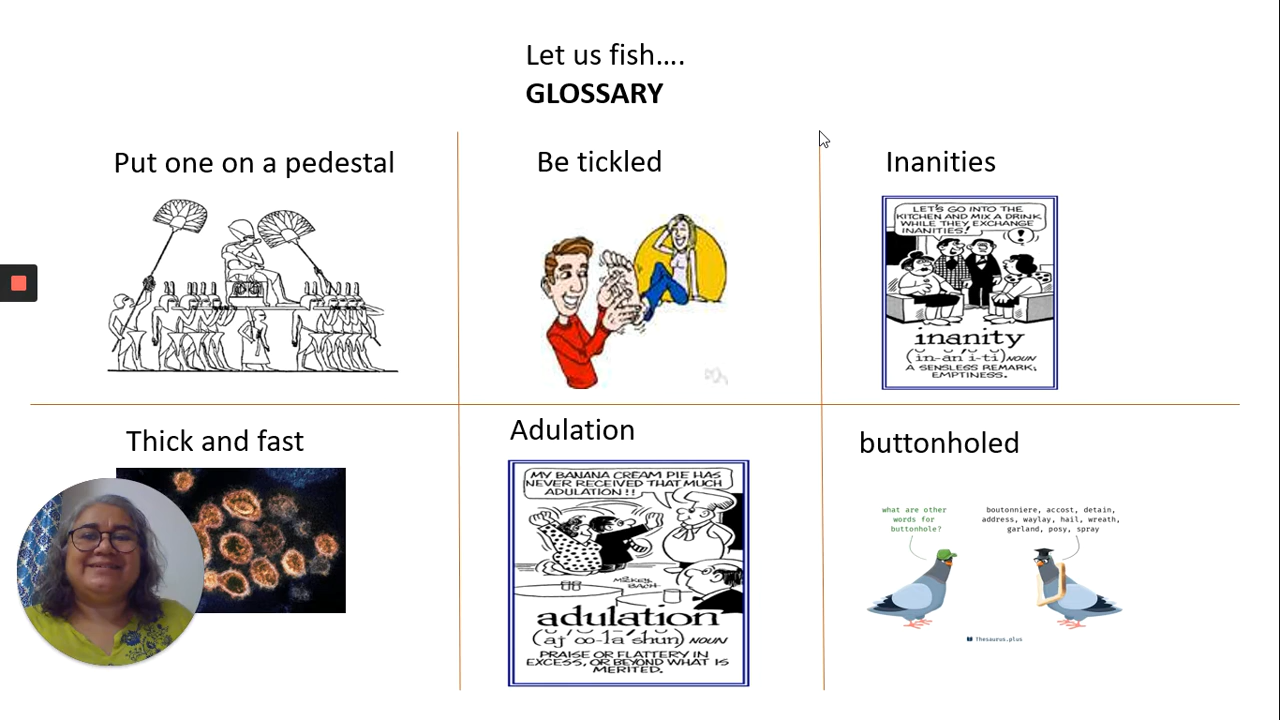 Let us fish....
GLOSSARY
Put one on a pedestal
Be tickled
Inanities
LET'S GO INTO THE
KITCHEN AND MIX A DRINK
WHILE THEY EXCHANGE
INANITIES!
!
inanity
(in-an'i-ti) NOUN
A SENSLESS REMARK;
EMPTINESS.
Thick and fast
Adulation
MY BANANA CREAM PIE HAS
NEVER RECEIVED THAT MUCH
ADULATION!!
MICKEY
BACH
adulation
(aj'oo-la'shun) NOUN
PRAISE OR FLATTERY IN
EXCESS, OR BEYOND WHAT IS
MERITED.
buttonholed
what are other
words for
buttonhole?
boutonniere, accost, detain,
address, waylay, hail, wreath,
garland, posy, spray
Thesaurus.plus